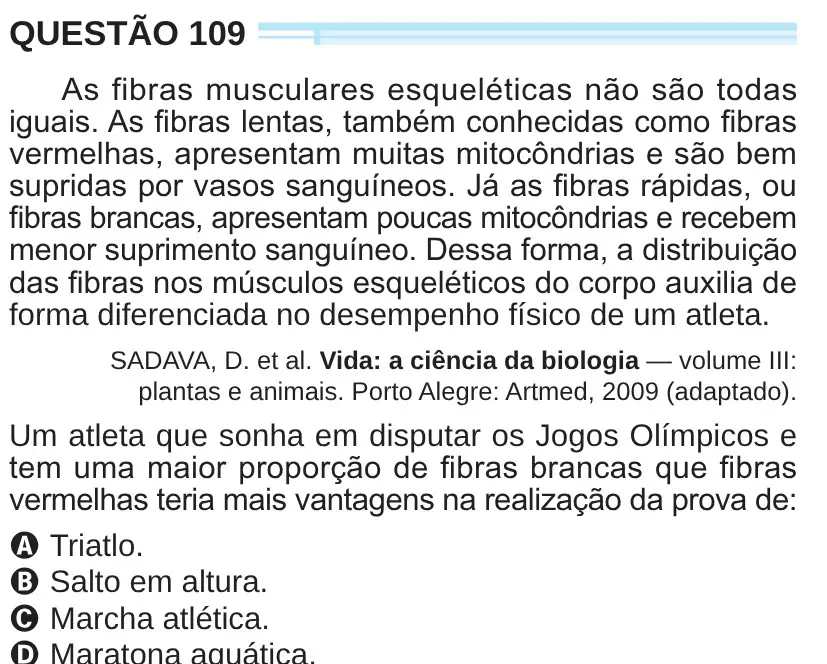 QUESTÃO 109
As fibras musculares esqueléticas não são todas
iguais. As fibras lentas, também conhecidas como fibras
vermelhas, apresentam muitas mitocôndrias e são bem
supridas por vasos sanguíneos. Já as fibras rápidas, ou
fibras brancas, apresentam poucas mitocôndrias e recebem
menor suprimento sanguíneo. Dessa forma, a distribuição
das fibras nos músculos esqueléticos do corpo auxilia de
forma diferenciada no desempenho físico de um atleta.
SADAVA, D. et al. Vida: a ciência da biologia — volume III:
plantas e animais. Porto Alegre: Artmed, 2009 (adaptado).
Um atleta que sonha em disputar os Jogos Olímpicos e
tem uma maior proporção de fibras brancas que fibras
vermelhas teria mais vantagens na realização da prova de:
A Triatlo.
B Salto em altura.
C Marcha atlética.
D Maratona aquática.